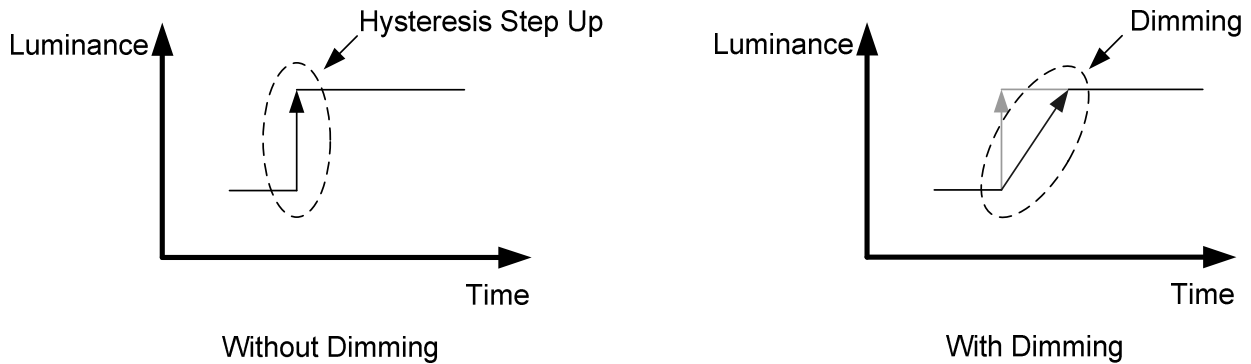 Hysteresis Step Up
Luminance
Time
Without Dimming
Dimming
Luminance
Time
With Dimming